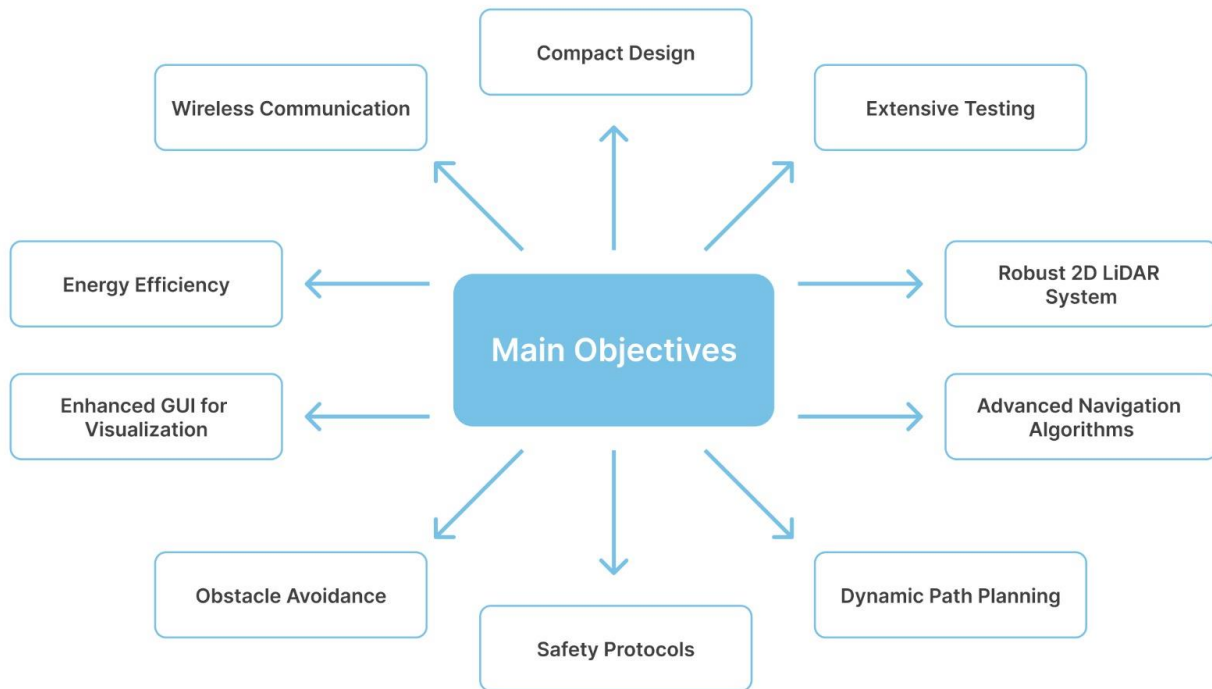 Compact Design
Wireless Communication
Extensive Testing
Energy Efficiency
Robust 2D LiDAR
System
Main Objectives
Enhanced GUI for
Visualization
Advanced Navigation
Algorithms
Obstacle Avoidance
Dynamic Path Planning
Safety Protocols